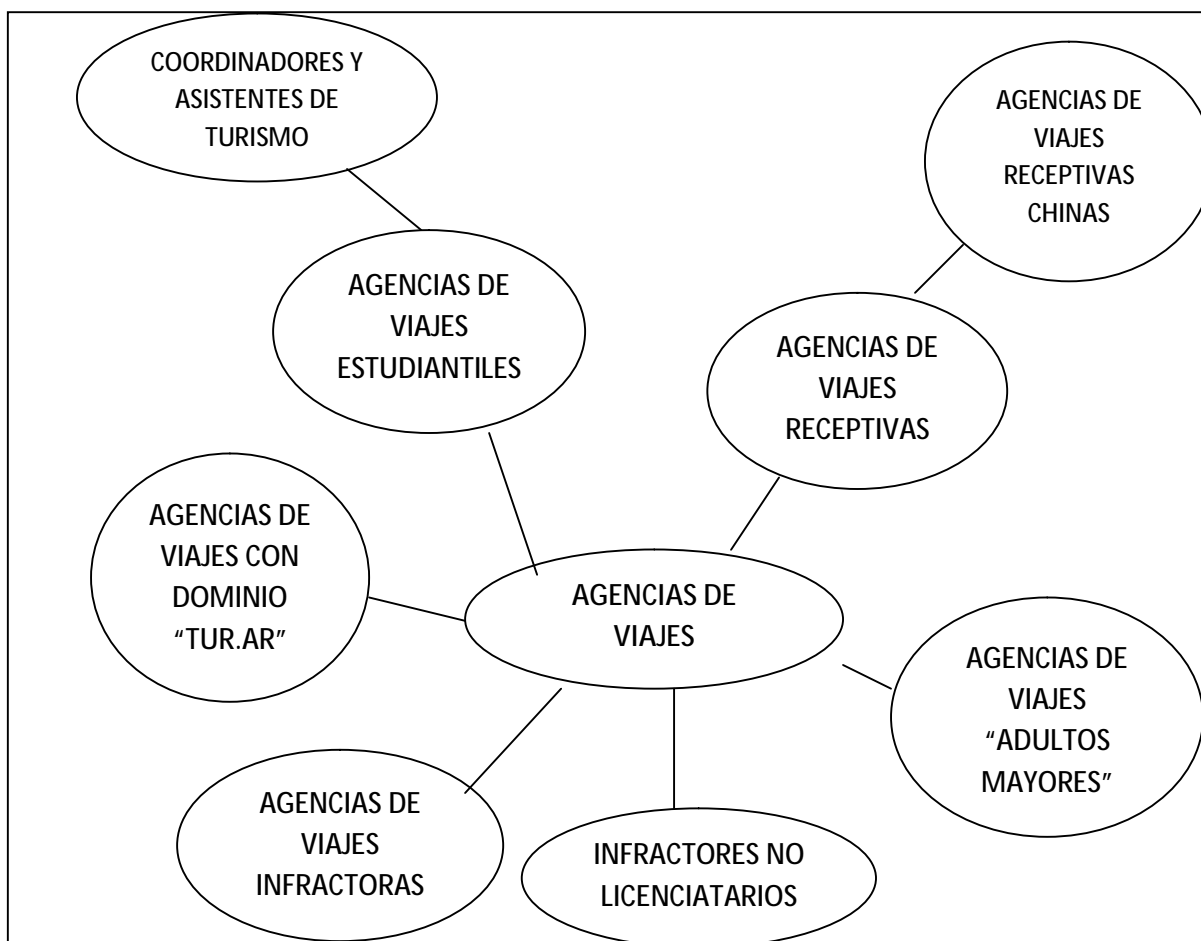 COORDINADORES Y
ASISTENTES DE
TURISMO
AGENCIAS DE
VIAJES
RECEPTIVAS
CHINAS
AGENCIAS DE
VIAJES
ESTUDIANTILES
AGENCIAS DE
VIAJES
RECEPTIVAS
AGENCIAS DE
VIAJES CON
DOMINIO
“TUR.AR”
AGENCIAS DE
VIAJES
AGENCIAS DE
VIAJES
“ADULTOS
MAYORES”
AGENCIAS DE
VIAJES
INFRACTORAS
INFRACTORES NO
LICENCIATARIOS